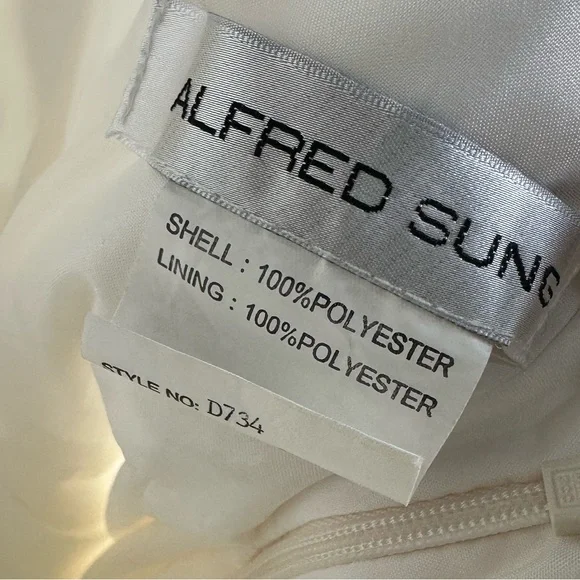 ALFRED SUNG
SHELL : 100%POLYESTER
LINING : 100%POLYESTER
STYLE NO: D734